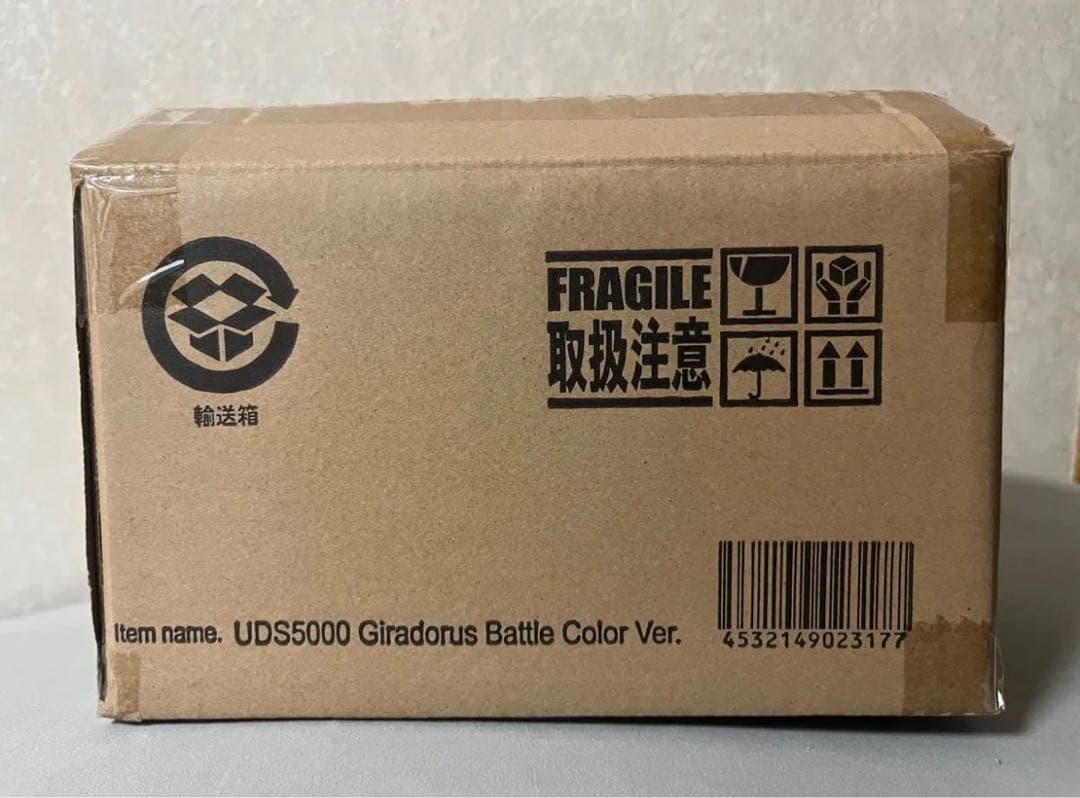 FRAGILE
取扱注意
輸送箱
Item name. UDS5000 Giradorus Battle Color Ver.
4532149023177